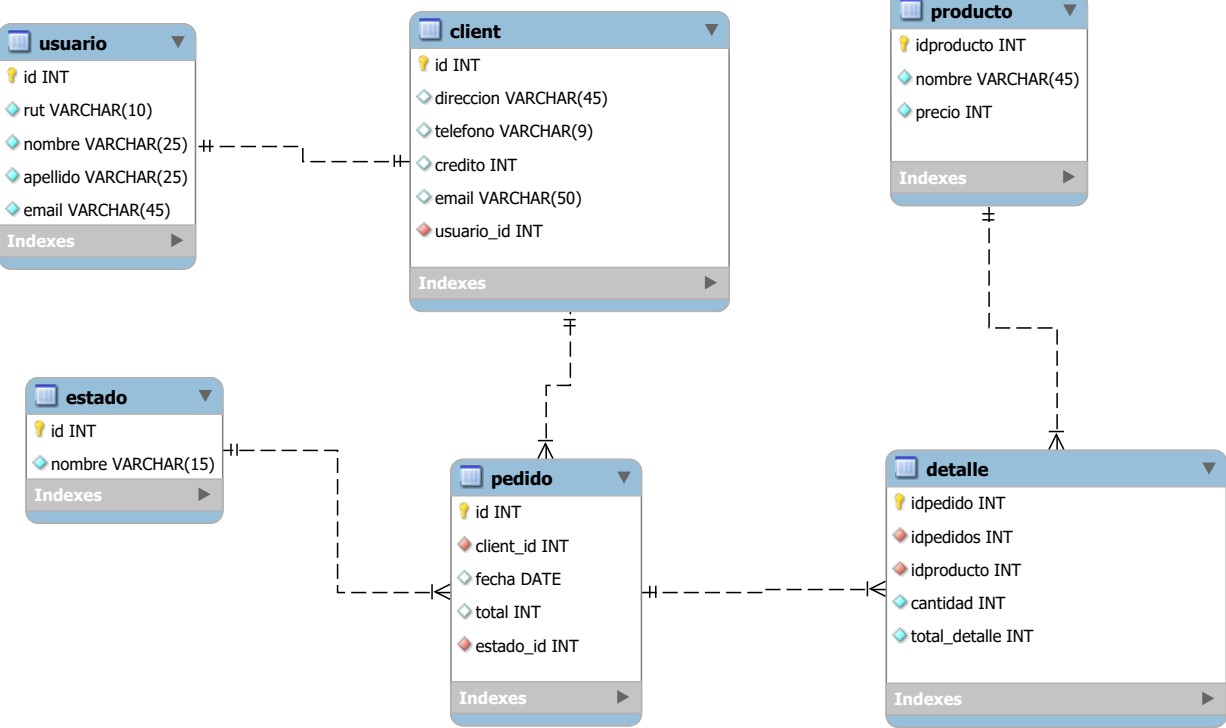 usuario
id INT
rut VARCHAR(10)
nombre VARCHAR(25)
apellido VARCHAR(25)
email VARCHAR(45)
Indexes
client
id INT
direccion VARCHAR(45)
telefono VARCHAR(9)
credito INT
email VARCHAR(50)
usuario_id INT
Indexes
producto
idproducto INT
nombre VARCHAR(45)
precio INT
Indexes
estado
id INT
nombre VARCHAR(15)
Indexes
pedido
id INT
client_id INT
fecha DATE
total INT
estado_id INT
Indexes
detalle
idpedido INT
idpedidos INT
idproducto INT
cantidad INT
total_detalle INT
Indexes